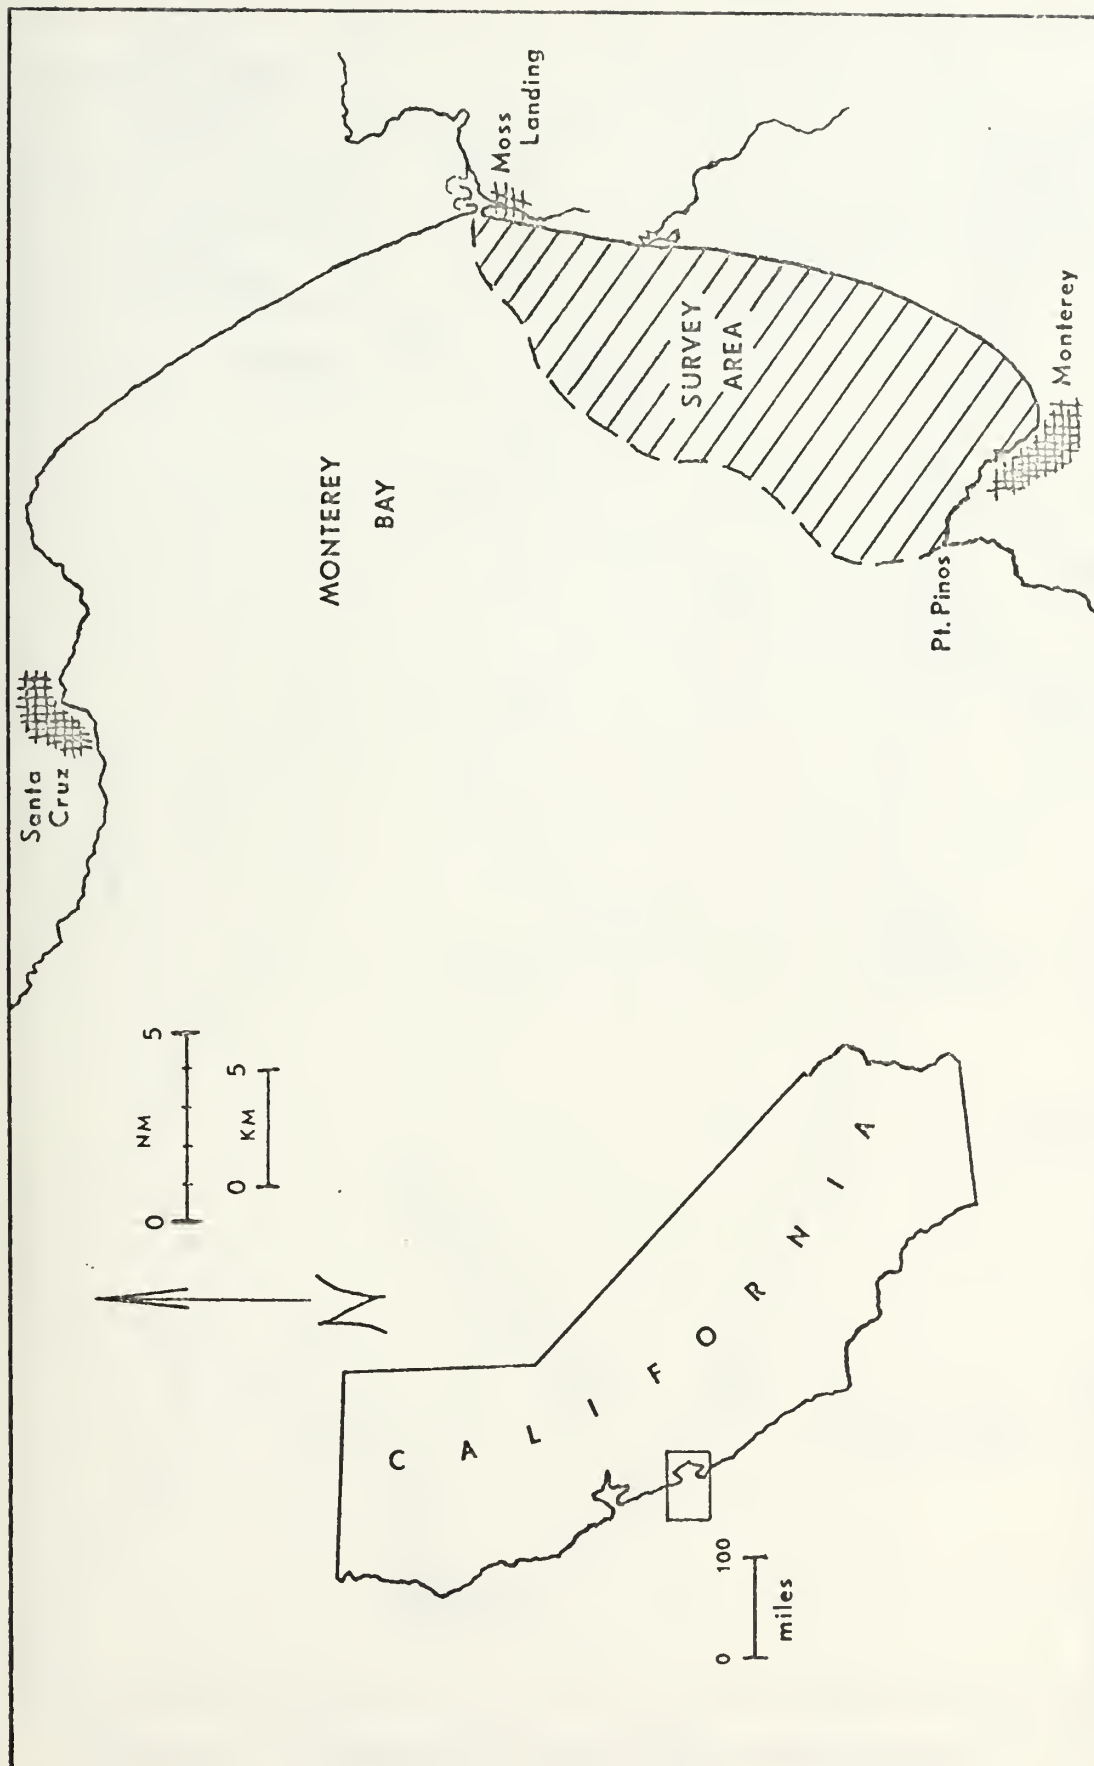 Santa
Cruz
MONTEREY
BAY
Moss
Landing
SURVEY
AREA
Pt. Pinos
Monterey
0 NM 5
0 KM 5
N
CALIFORNIA
0 100
miles